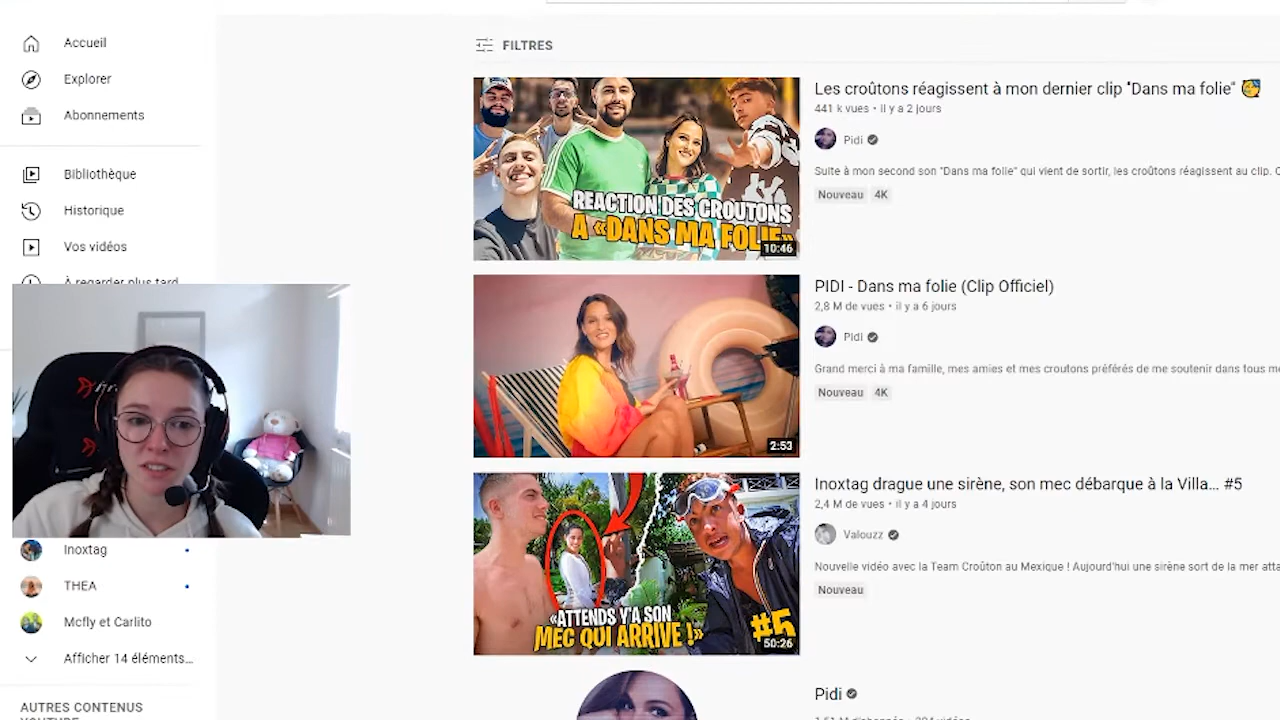 Accueil
Explorer
Abonnements
Bibliothèque
Historique
Vos vidéos
À regarder plus tard
Inoxtag
THEA
Mcfly et Carlito
Afficher 14 éléments...
AUTRES CONTENUS
YOUTUBE
FILTRES
REACTION DES CROUTONS
A «DANS MA FOLIE»
10:46
Les croûtons réagissent à mon dernier clip "Dans ma folie"
441 k vues • il y a 2 jours
Pidi
Suite à mon second son "Dans ma folie" qui vient de sortir, les croûtons réagissent au clip.
Nouveau 4K
2:53
PIDI - Dans ma folie (Clip Officiel)
2,8 M de vues • il y a 6 jours
Pidi
Grand merci à ma famille, mes amies et mes croutons préférés de me soutenir dans tous
Nouveau 4K
«ATTENDS Y'A SON
MEC QUI ARRIVE !»
#5
50:26
Inoxtag drague une sirène, son mec débarque à la Villa... #5
2,4 M de vues • il y a 4 jours
Valouzz
Nouvelle vidéo avec la Team Croûton au Mexique ! Aujourd'hui une sirène sort de la mer
Nouveau
Pidi